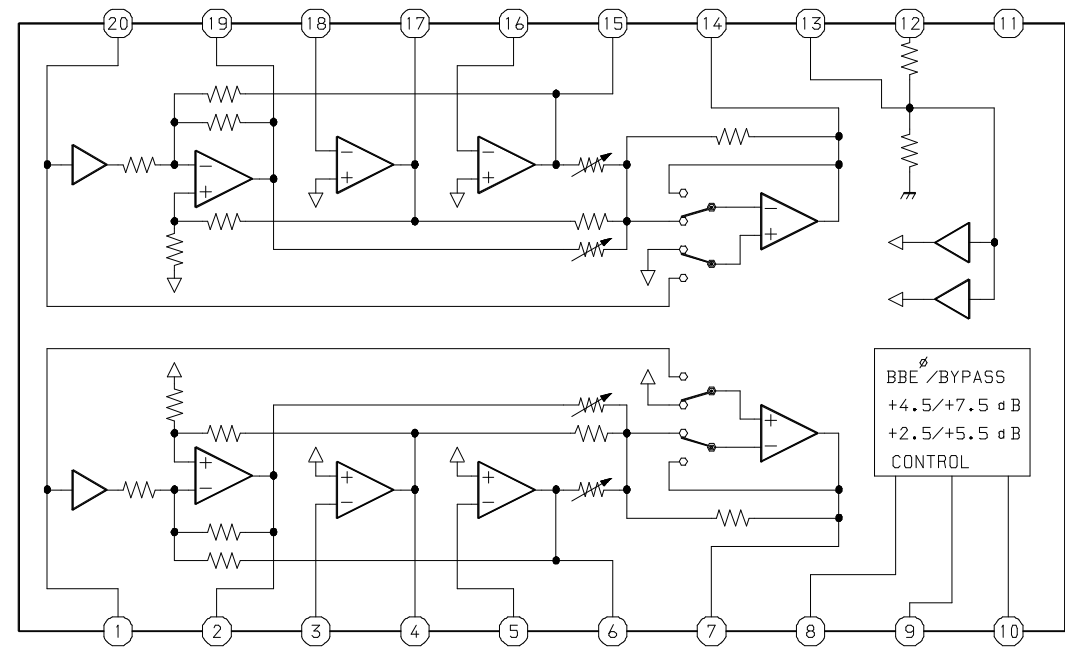 20 19 18 17 16 15 14 13 12 11
− + − + − + − +
BBEø/BYPASS
+4.5/+7.5 dB
+2.5/+5.5 dB
CONTROL
+ − + − + − + −
1 2 3 4 5 6 7 8 9 10